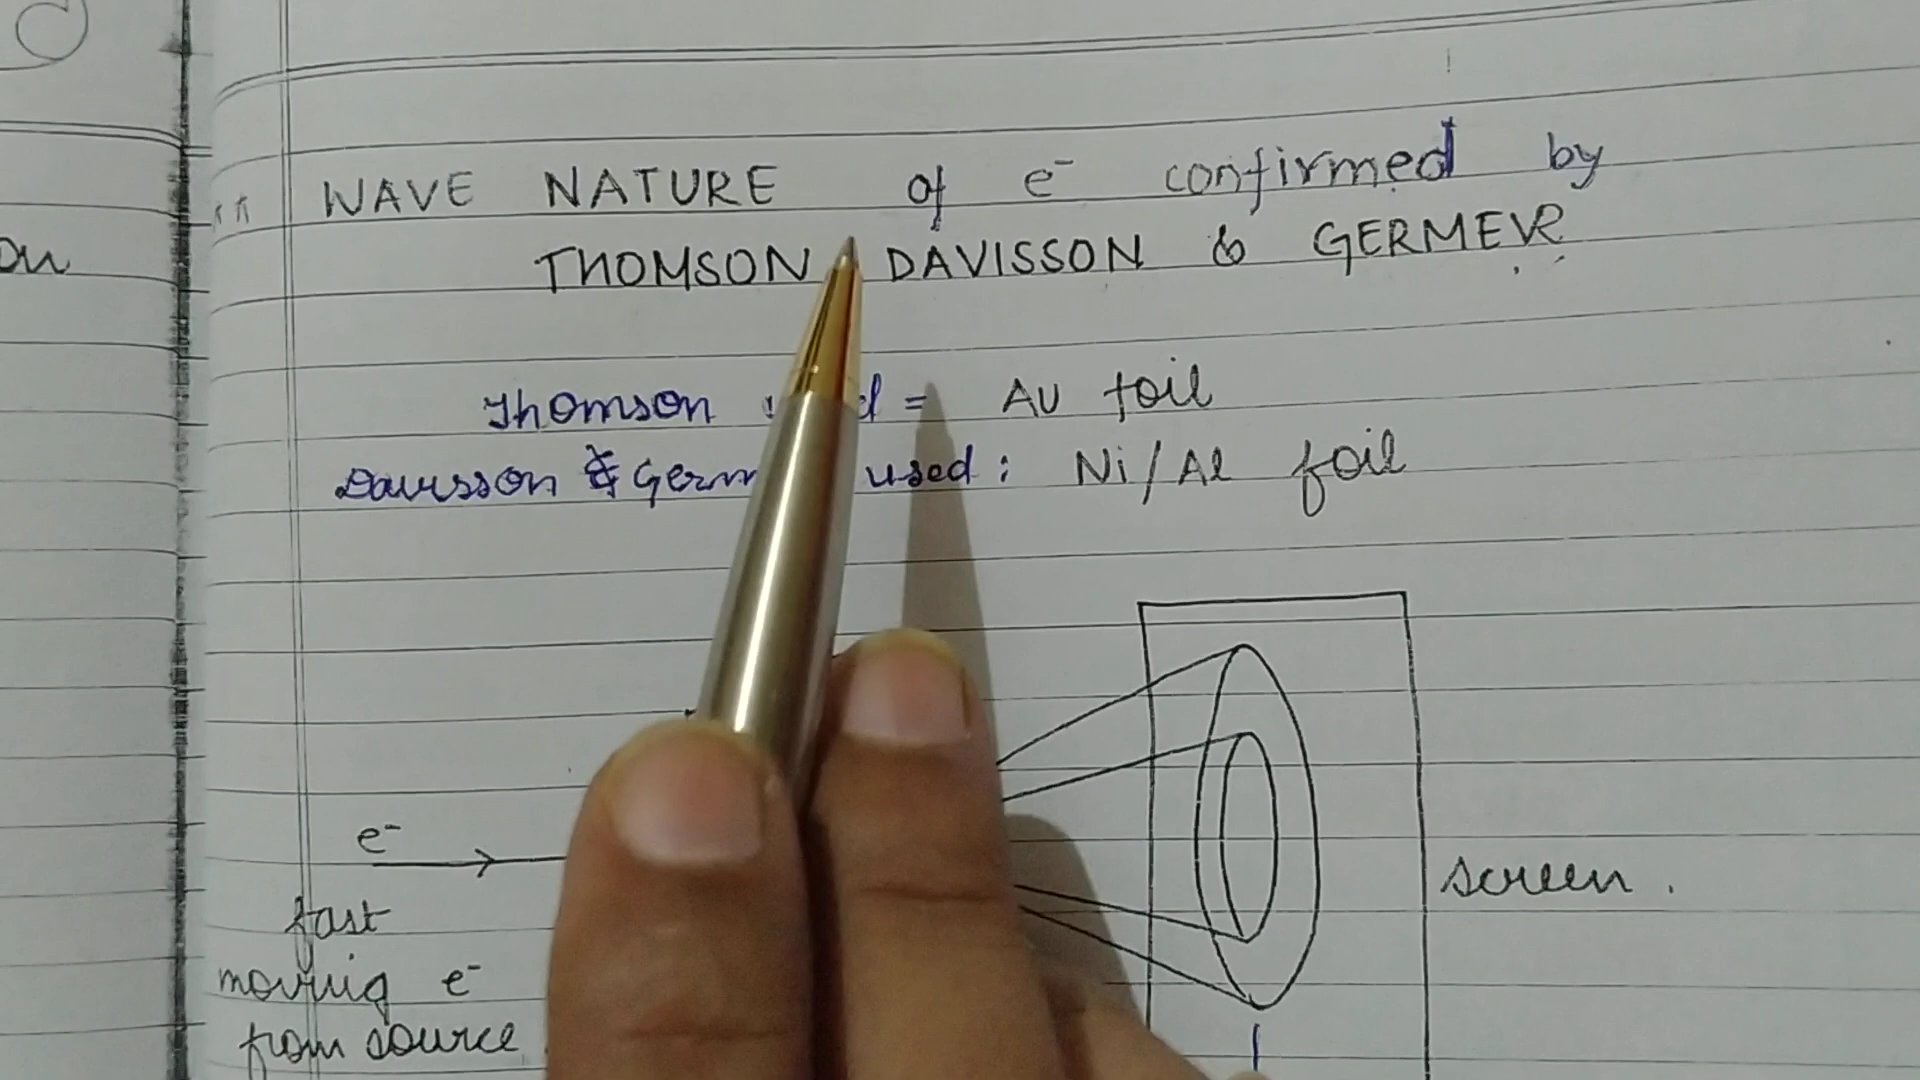 WAVE NATURE of e⁻ confirmed by
THOMSON DAVISSON & GERMER
Thomson = Au foil
Davisson & used : Ni/Al foil
e⁻
fast
moving e⁻
from source
screen.